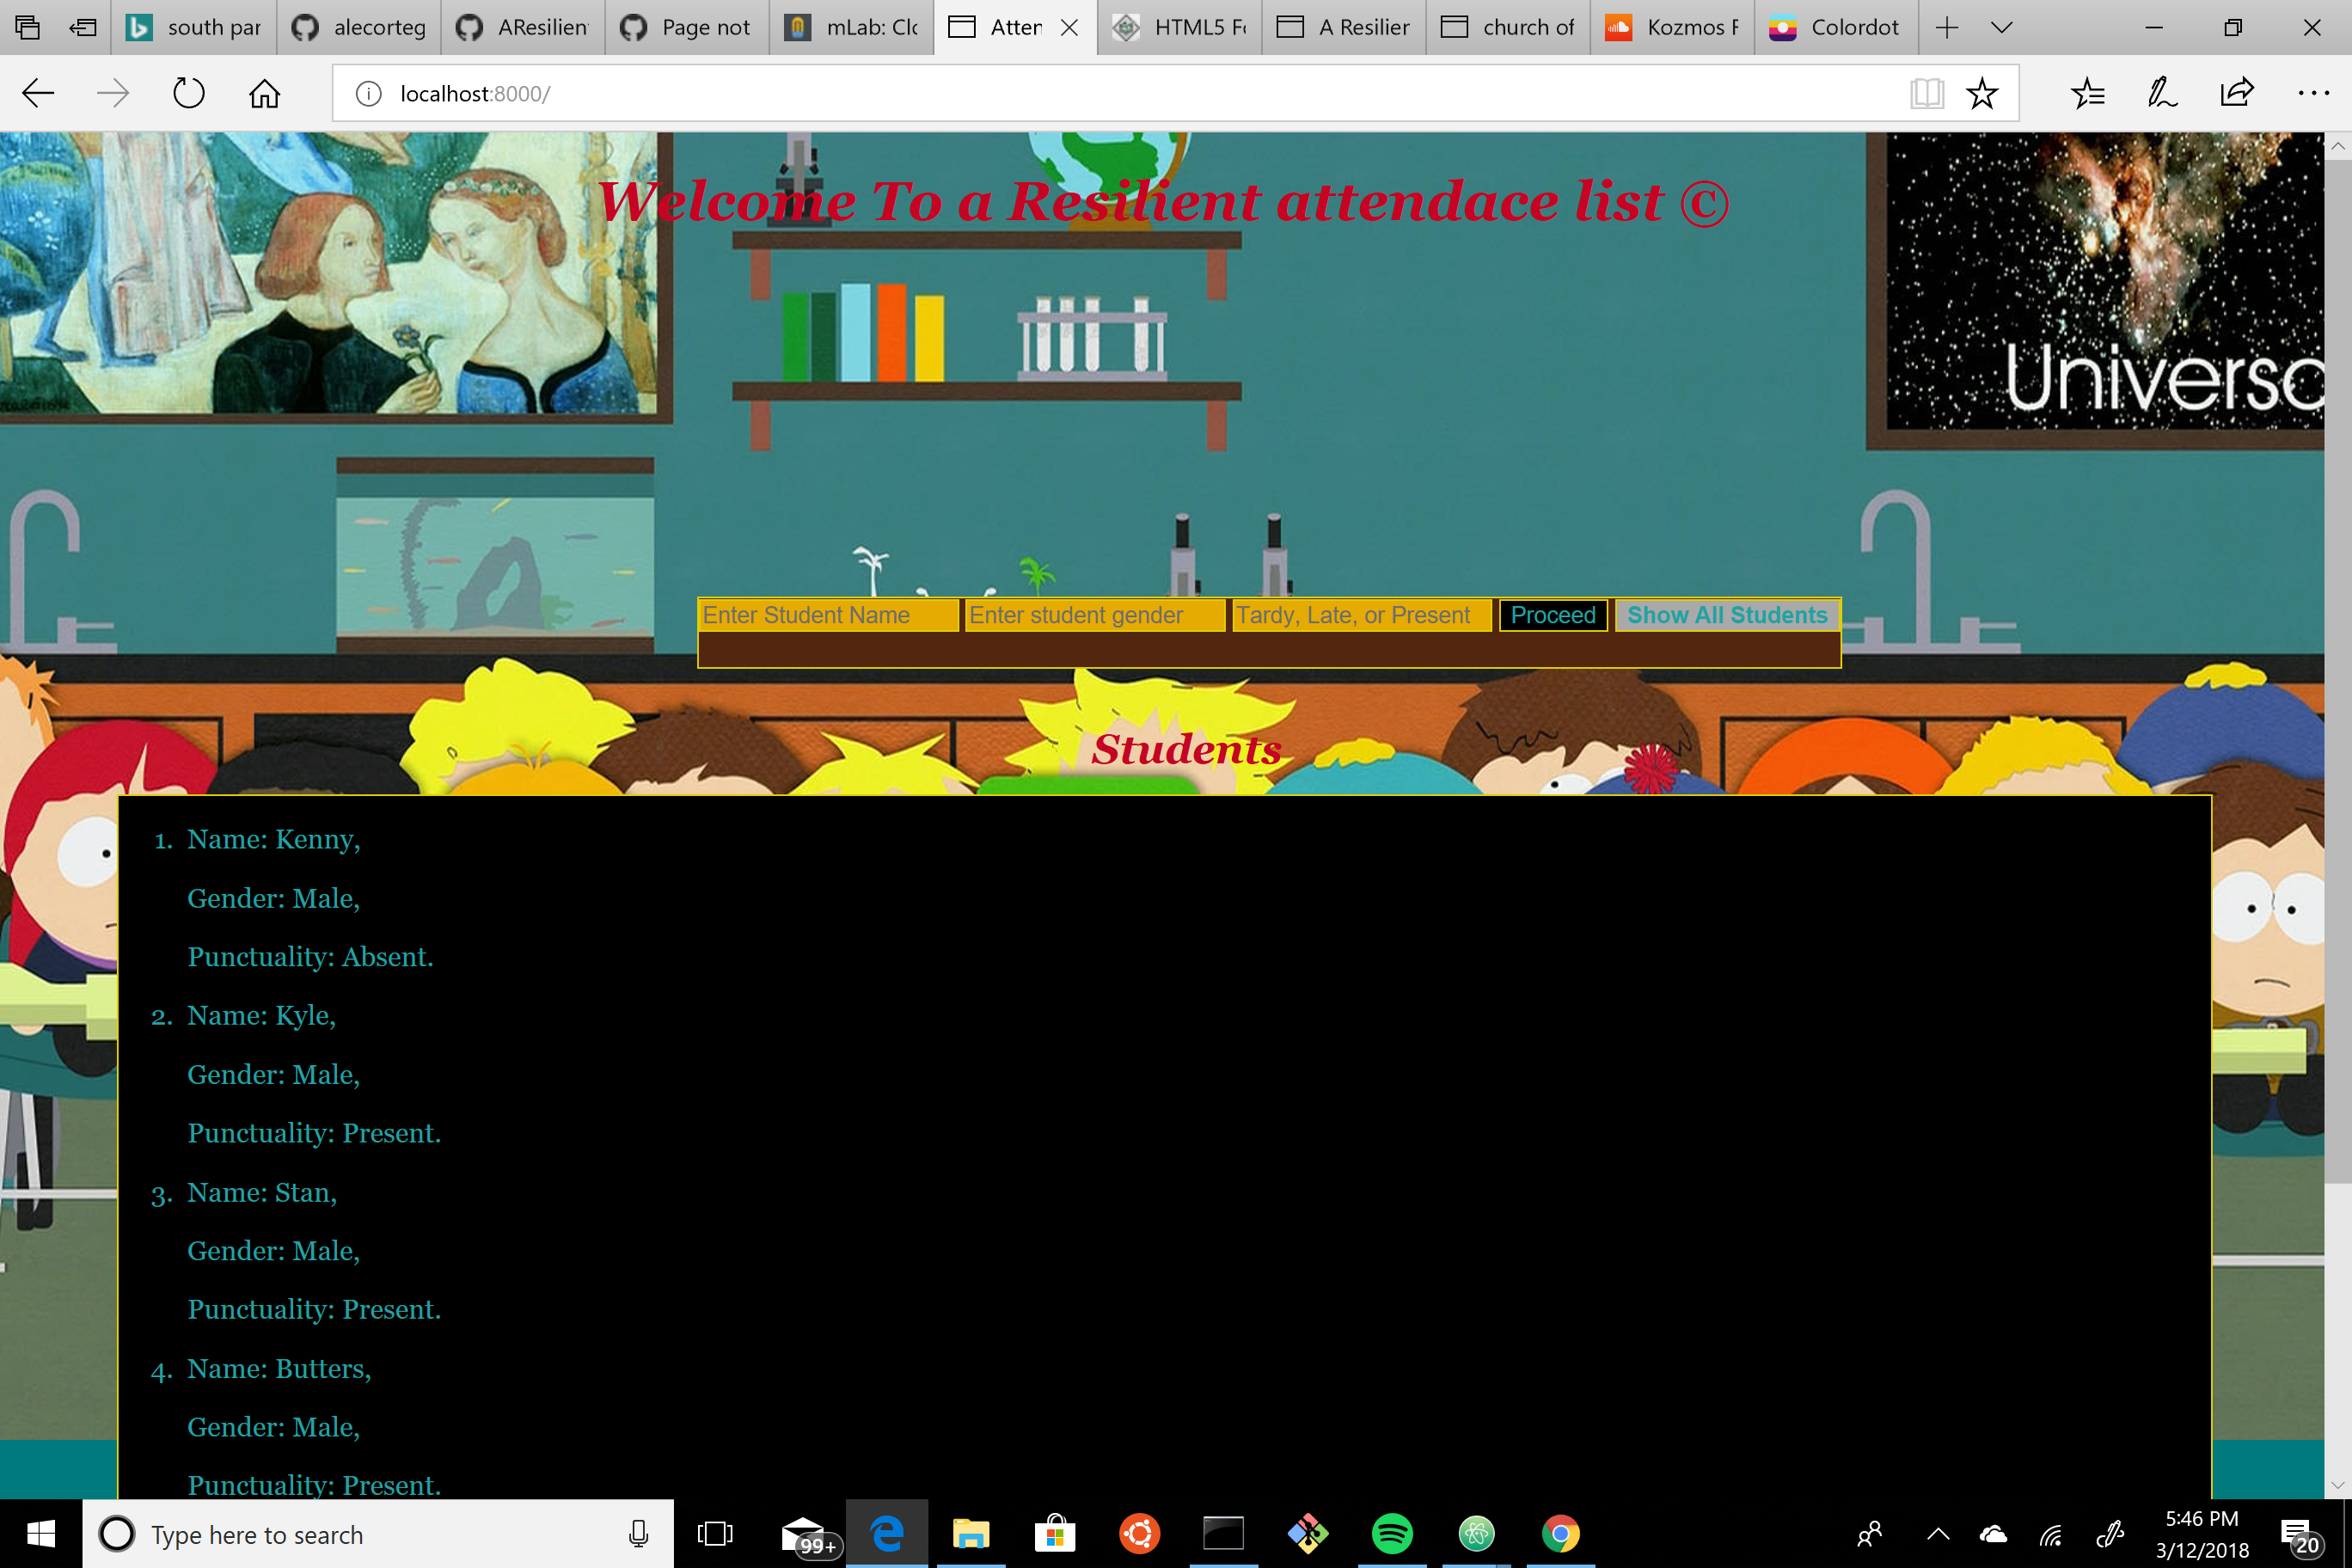 south par
alecorteg
AResilien
Page not
mLab: Clo
Atten
HTML5 Fo
A Resilier
church of
Kozmos F
Colordot
localhost:8000/
Welcome To a Resilient attendace list ©
Universo
Enter Student Name
Enter student gender
Tardy, Late, or Present
Proceed
Show All Students
Students
1. Name: Kenny,
Gender: Male,
Punctuality: Absent.
2. Name: Kyle,
Gender: Male,
Punctuality: Present.
3. Name: Stan,
Gender: Male,
Punctuality: Present.
4. Name: Butters,
Gender: Male,
Punctuality: Present.
Type here to search
99+
5:46 PM
3/12/2018
20